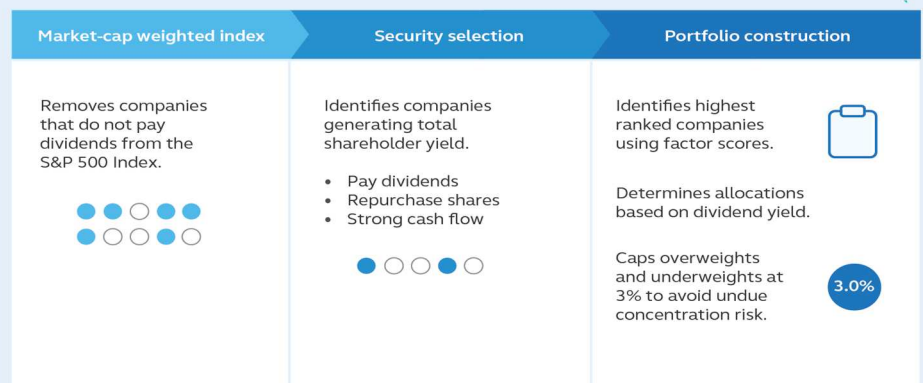 Market-cap weighted index
Security selection
Portfolio construction
Removes companies
that do not pay
dividends from the
S&P 500 Index.
Identifies companies
generating total
shareholder yield.
• Pay dividends
• Repurchase shares
• Strong cash flow
Identifies highest
ranked companies
using factor scores.
Determines allocations
based on dividend yield.
Caps overweights
and underweights at
3% to avoid undue
concentration risk.
3.0%